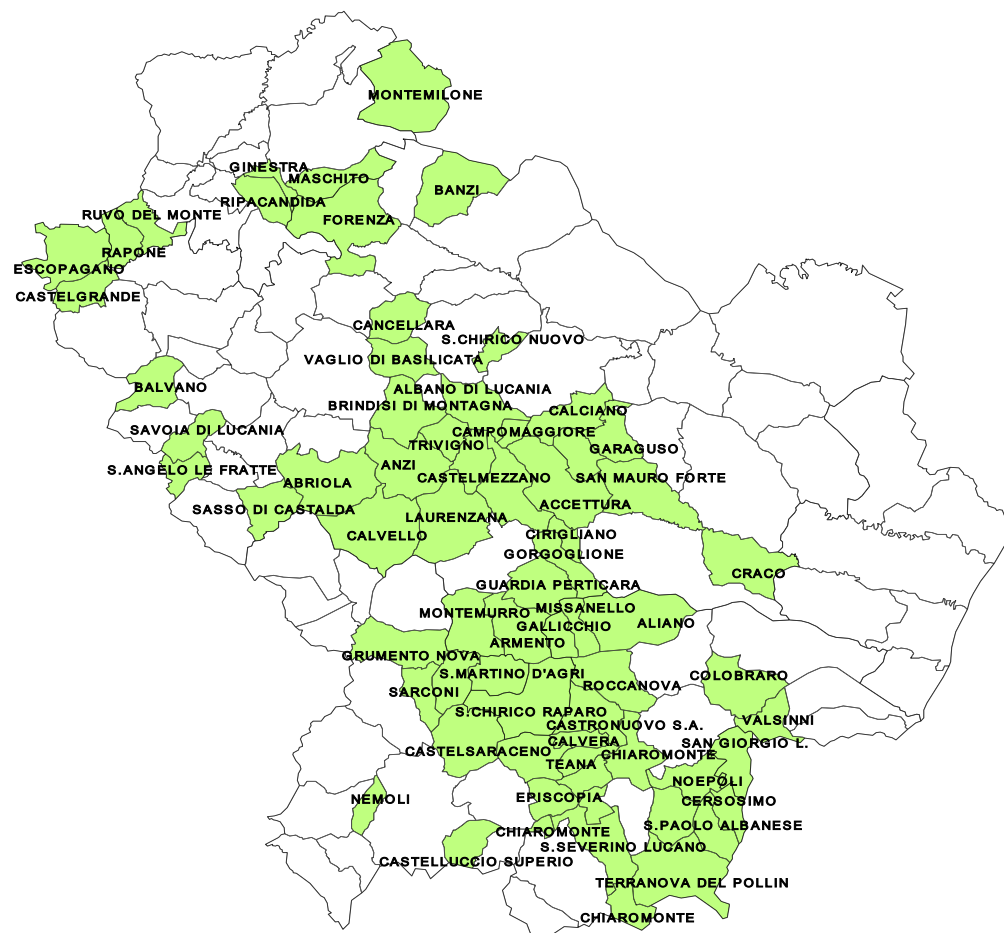 MONTEMILONE
GINESTRA
MASCHITO
BANZI
RIPACANDIDA
RUVO DEL MONTE
FORENZA
RAPONE
ESCOPAGANO
CASTELGRANDE
CANCELLARA
S.CHIRICO NUOVO
VAGLIO DI BASILICATA
BALVANO
ALBANO DI LUCANIA
BRINDISI DI MONTAGNA
CALCIANO
SAVOIA DI LUCANIA
CAMPOMAGGIORE
TRIVIGNO
GARAGUSO
ANZI
S.ANGELO LE FRATTE
ABRIOLA
CASTELMEZZANO
SAN MAURO FORTE
SASSO DI CASTALDA
ACCETTURA
LAURENZANA
CALVELLO
CIRIGLIANO
GORGOGLIONE
CRACO
GUARDIA PERTICARA
MONTEMURRO
MISSANELLO
GALLICCHIO
ALIANO
ARMENTO
GRUMENTO NOVA
S.MARTINO D'AGRI
COLOBRARO
SARCONI
ROCCANOVA
S.CHIRICO RAPARO
VALSINNI
CASTRONUOVO S.A.
CALVERA
SAN GIORGIO L.
CASTELSARACENO
CHIAROMONTE
TEANA
NOEPOLI
NEMOLI
EPISCOPIA
CERSOSIMO
S.PAOLO ALBANESE
CHIAROMONTE
S.SEVERINO LUCANO
CASTELLUCCIO SUPERIO
TERRANOVA DEL POLLIN
CHIAROMONTE